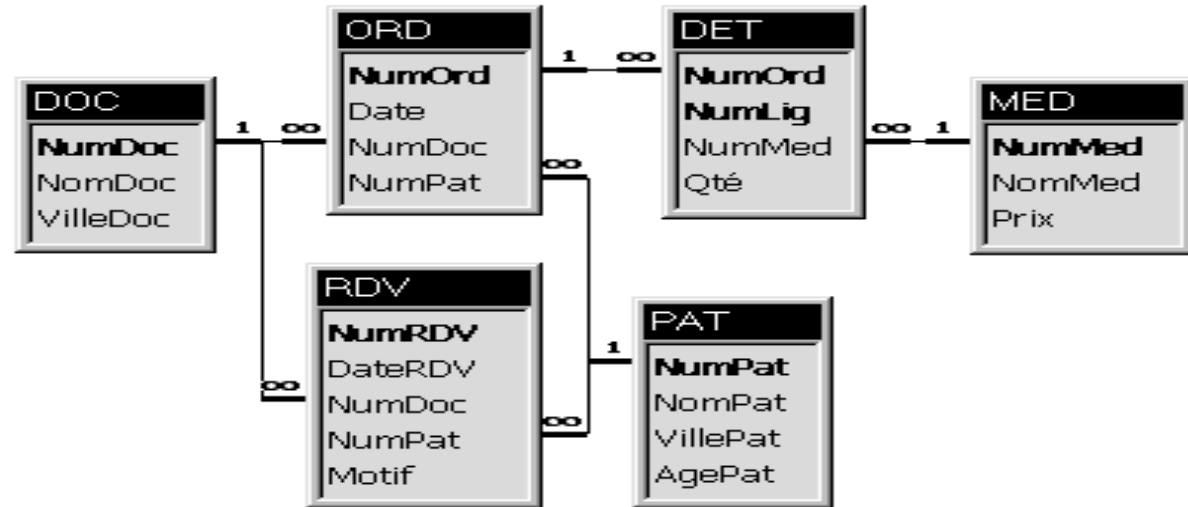 DOC
NumDoc
NomDoc
VilleDoc
1
∞
ORD
NumOrd
Date
NumDoc
NumPat
1
∞
∞
DET
NumOrd
NumLig
NumMed
Qté
∞
1
MED
NumMed
NomMed
Prix
RDV
NumRDV
DateRDV
NumDoc
NumPat
Motif
∞
∞
1
PAT
NumPat
NomPat
VillePat
AgePat